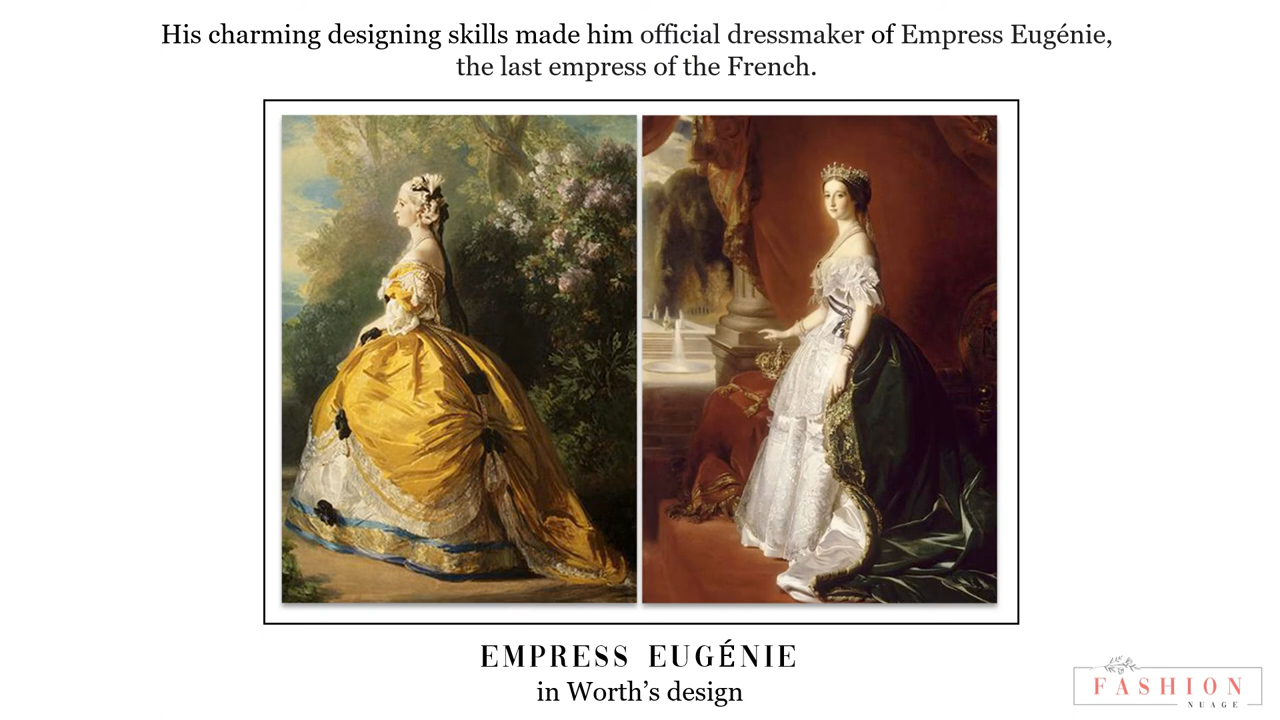 His charming designing skills made him official dressmaker of Empress Eugénie,
the last empress of the French.
EMPRESS EUGÉNIE
in Worth’s design
FASHION
NUAGE